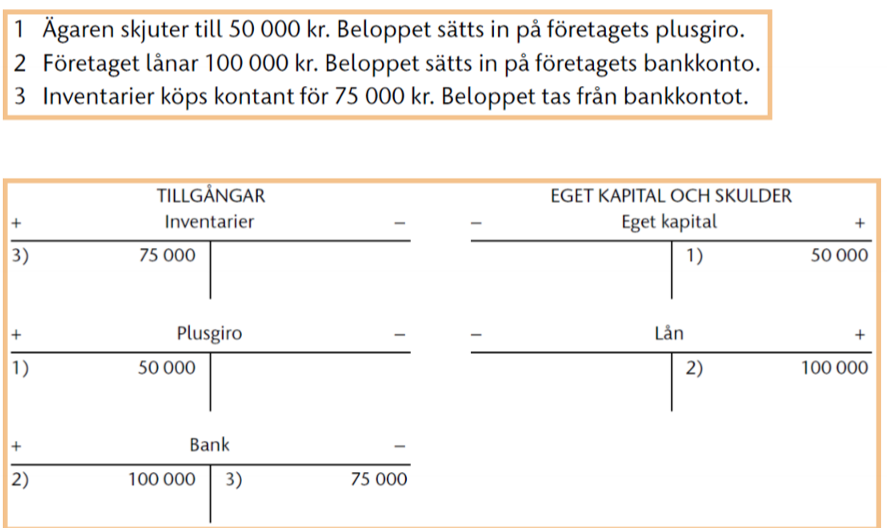 1 Ägaren skjuter till 50 000 kr. Beloppet sätts in på företagets plusgiro.
2 Företaget lånar 100 000 kr. Beloppet sätts in på företagets bankkonto.
3 Inventarier köps kontant för 75 000 kr. Beloppet tas från bankkontot.
TILLGÅNGAR
+ Inventarier –
3) 75 000
+ Plusgiro –
1) 50 000
+ Bank –
2) 100 000 3) 75 000
EGET KAPITAL OCH SKULDER
– Eget kapital +
1) 50 000
– Lån +
2) 100 000